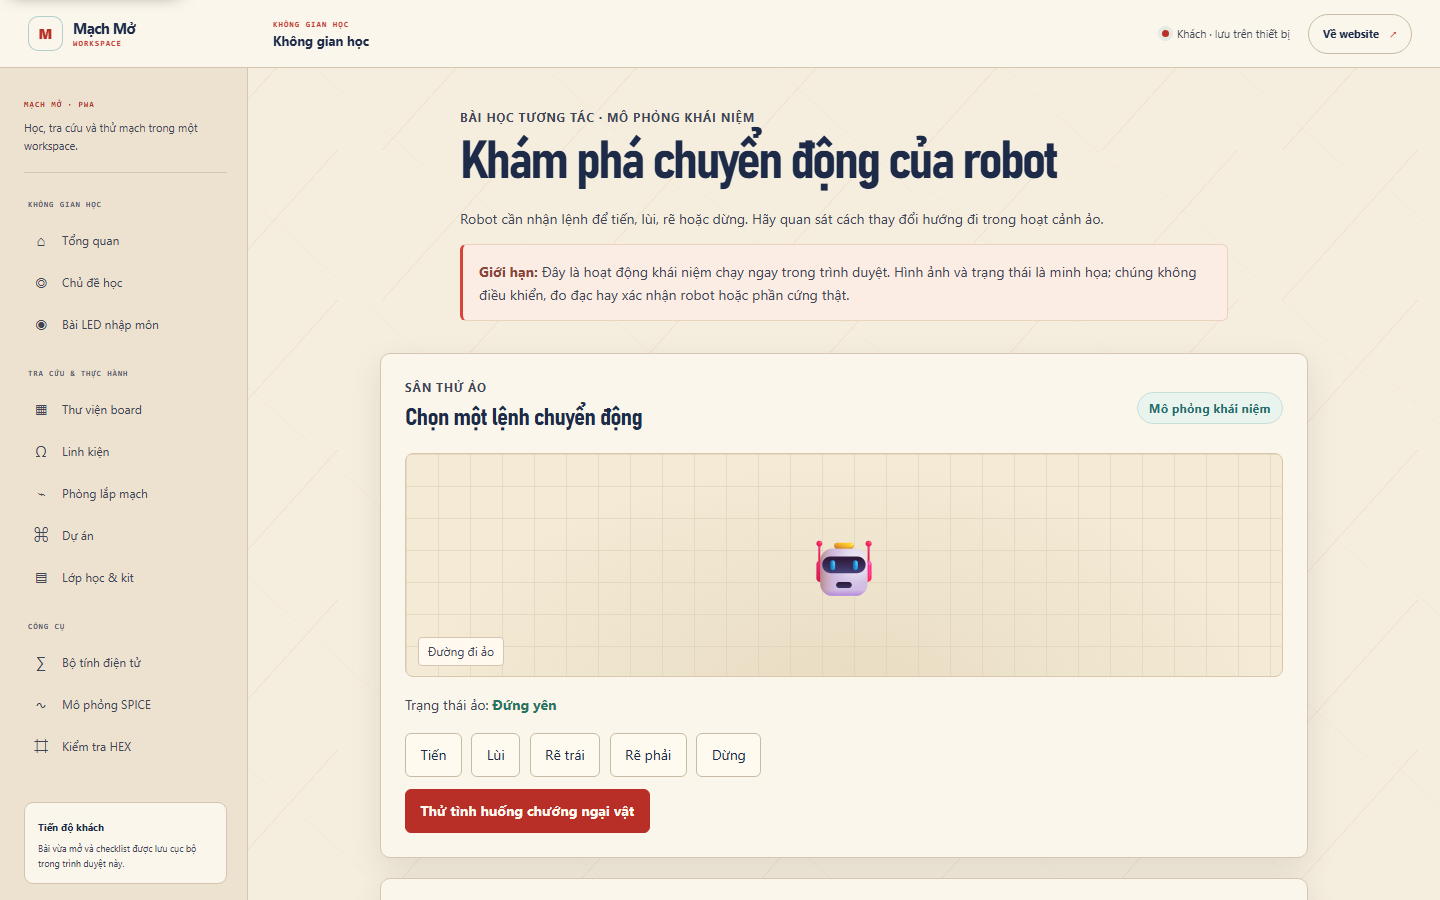 M
Mạch Mở
WORKSPACE
KHÔNG GIAN HỌC
Không gian học
Khách · lưu trên thiết bị
Về website ↗
MẠCH MỞ · PWA
Học, tra cứu và thử mạch trong một
workspace.
KHÔNG GIAN HỌC
Tổng quan
Chủ đề học
Bài LED nhập môn
TRA CỨU & THỰC HÀNH
Thư viện board
Ω Linh kiện
Phòng lắp mạch
⌘ Dự án
Lớp học & kit
CÔNG CỤ
∑ Bộ tính điện tử
∿ Mô phỏng SPICE
Kiểm tra HEX
Tiến độ khách
Bài vừa mở và checklist được lưu cục bộ
trong trình duyệt này.
BÀI HỌC TƯƠNG TÁC · MÔ PHỎNG KHÁI NIỆM
Khám phá chuyển động của robot
Robot cần nhận lệnh để tiến, lùi, rẽ hoặc dừng. Hãy quan sát cách thay đổi hướng đi trong hoạt cảnh ảo.
Giới hạn: Đây là hoạt động khái niệm chạy ngay trong trình duyệt. Hình ảnh và trạng thái là minh họa; chúng không
điều khiển, đo đạc hay xác nhận robot hoặc phần cứng thật.
SÂN THỬ ẢO
Chọn một lệnh chuyển động
Mô phỏng khái niệm
Đường đi ảo
Trạng thái ảo: Đứng yên
Tiến
Lùi
Rẽ trái
Rẽ phải
Dừng
Thử tình huống chướng ngại vật